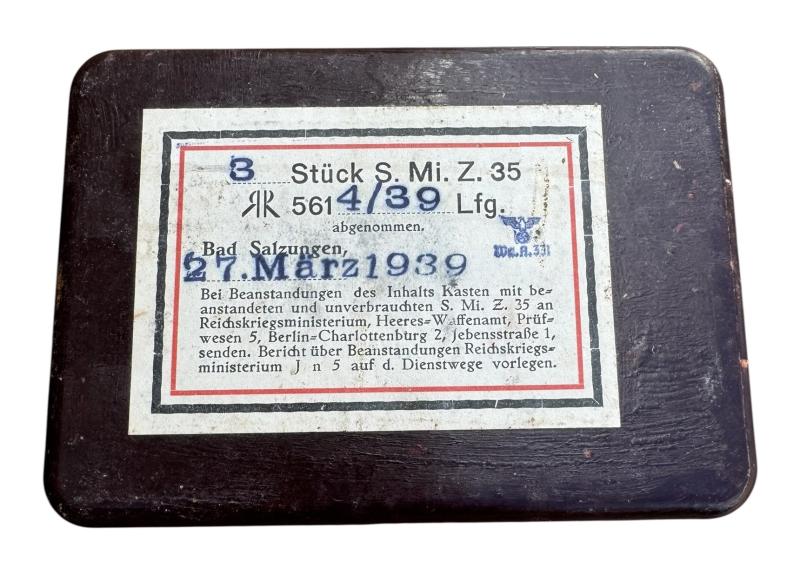 3 Stück S. Mi. Z. 35
RR 561 4/39 Lfg.
abgenommen.
Bad Salzungen,
27. März 1939
Wa.A.331
Bei Beanstandungen des Inhalts Kasten mit be=
anstandeten und unverbrauchten S. Mi. Z. 35 an
Reichskriegsministerium, Heeres=Waffenamt, Prüf=
wesen 5, Berlin=Charlottenburg 2, Jebensstraße 1,
senden. Bericht über Beanstandungen Reichskriegs=
ministerium J n 5 auf d. Dienstwege vorlegen.